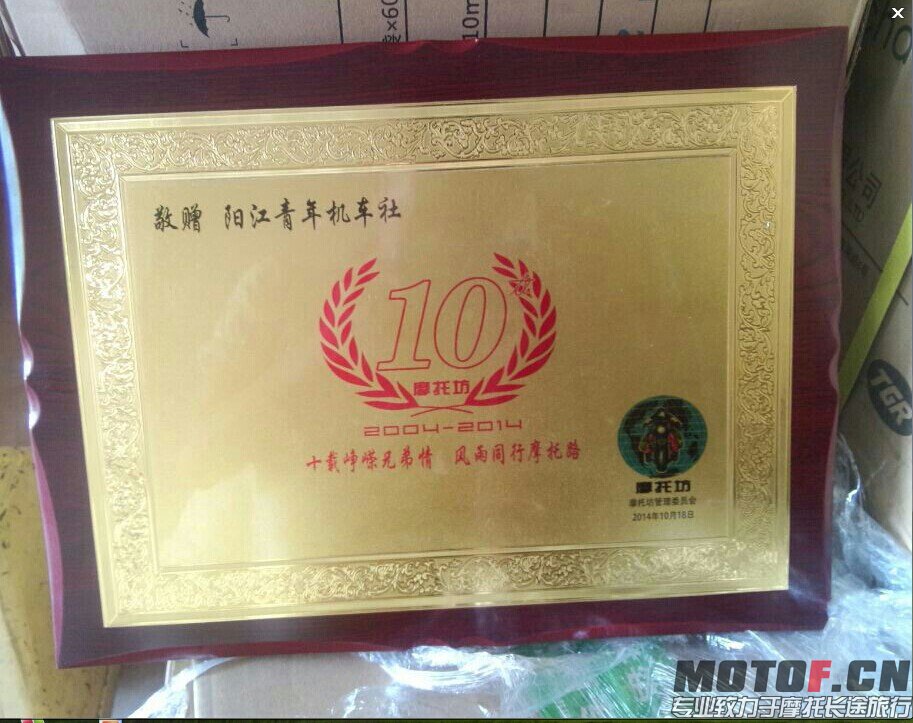 敬赠 阳江青年机车社
10
摩托坊
2004-2014
十载峥嵘兄弟情 风雨同行摩托路
摩托坊
摩托坊管理委员会
2014年10月18日
公司
TGR
MOTOF.CN
专业致力于摩托长途旅行